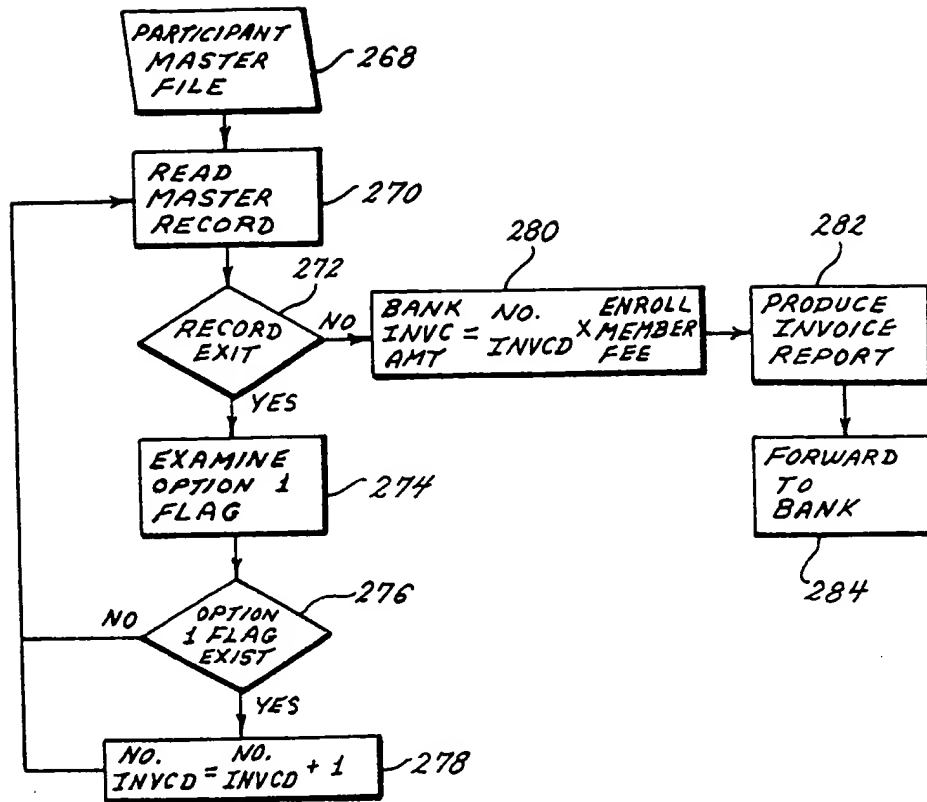 PARTICIPANT
MASTER
FILE
268
READ
MASTER
RECORD
270
272
RECORD
EXIT
NO
YES
280
BANK
INVC
AMT
=
NO.
INVCD
×
ENROLL
MEMBER
FEE
282
PRODUCE
INVOICE
REPORT
FORWARD
TO
BANK
284
EXAMINE
OPTION 1
FLAG
274
276
OPTION
1 FLAG
EXIST
NO
YES
NO. NO.
INVCD = INVCD + 1
278